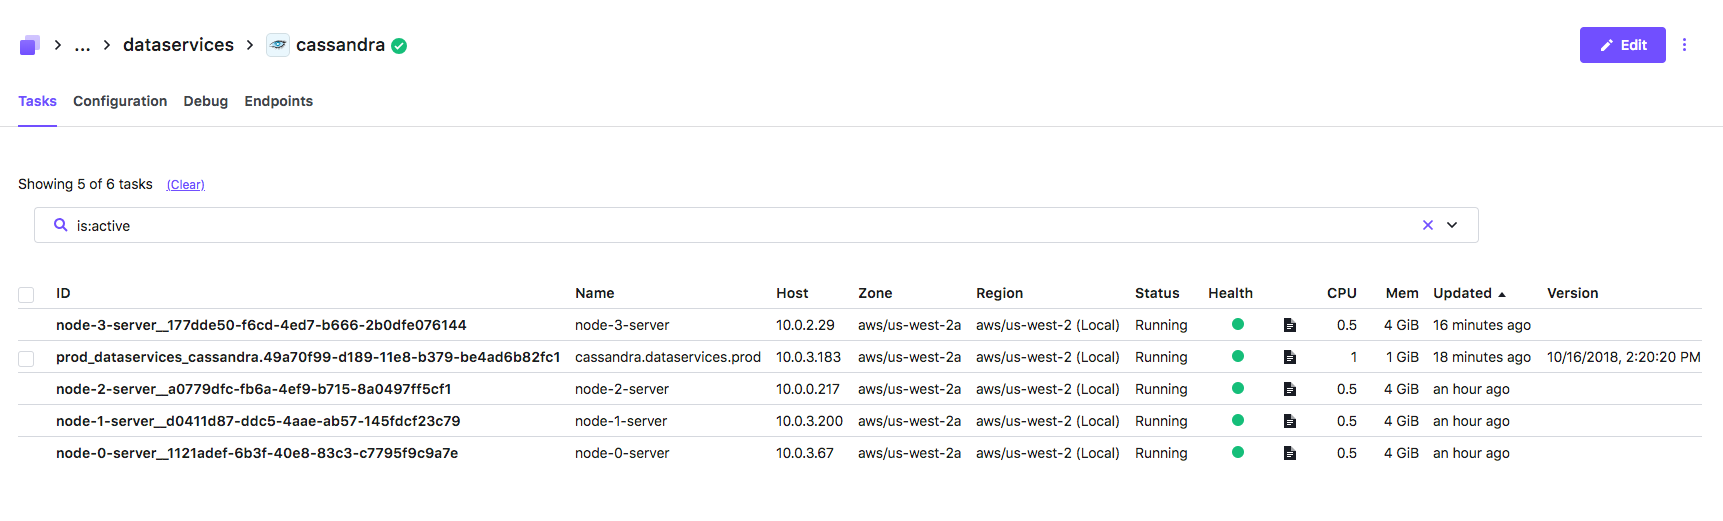 ... dataservices cassandra Edit
Tasks Configuration Debug Endpoints
Showing 5 of 6 tasks (Clear)
is:active
ID Name Host Zone Region Status Health CPU Mem Updated Version
node-3-server__177dde50-f6cd-4ed7-b666-2b0dfe076144 node-3-server 10.0.2.29 aws/us-west-2a aws/us-west-2 (Local) Running 0.5 4 GiB 16 minutes ago
prod_dataservices_cassandra.49a70f99-d189-11e8-b379-be4ad6b82fc1 cassandra.dataservices.prod 10.0.3.183 aws/us-west-2a aws/us-west-2 (Local) Running 1 1 GiB 18 minutes ago 10/16/2018, 2:20:20 PM
node-2-server__a0779dfc-fb6a-4ef9-b715-8a0497ff5cf1 node-2-server 10.0.0.217 aws/us-west-2a aws/us-west-2 (Local) Running 0.5 4 GiB an hour ago
node-1-server__d0411d87-ddc5-4aae-ab57-145fdcf23c79 node-1-server 10.0.3.200 aws/us-west-2a aws/us-west-2 (Local) Running 0.5 4 GiB an hour ago
node-0-server__1121adef-6b3f-40e8-83c3-c7795f9c9a7e node-0-server 10.0.3.67 aws/us-west-2a aws/us-west-2 (Local) Running 0.5 4 GiB an hour ago